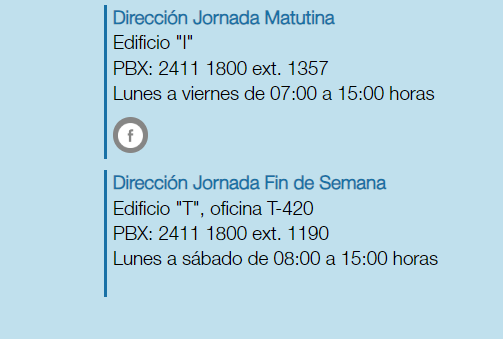 Dirección Jornada Matutina
Edificio "I"
PBX: 2411 1800 ext. 1357
Lunes a viernes de 07:00 a 15:00 horas
f
Dirección Jornada Fin de Semana
Edificio "T", oficina T-420
PBX: 2411 1800 ext. 1190
Lunes a sábado de 08:00 a 15:00 horas